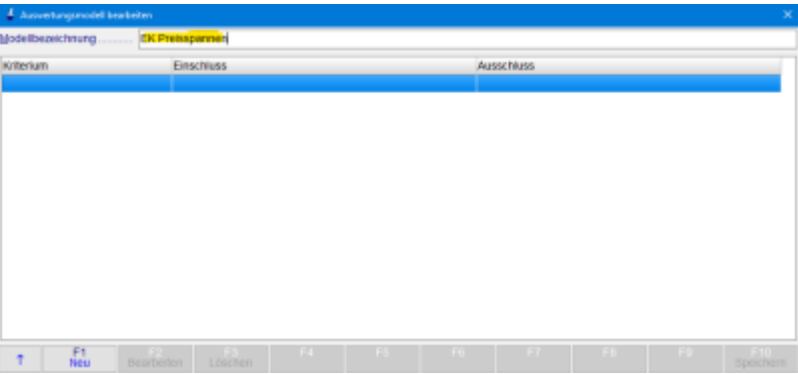 Auswertungsmodell bearbeiten
Modellbezeichnung ......... EK Preisspannen
Kriterium Einschluss Ausschluss
F1 F2 F3 F4 F5 F6 F7 F8 F9 F10
Neu Bearbeiten Löschen Speichern